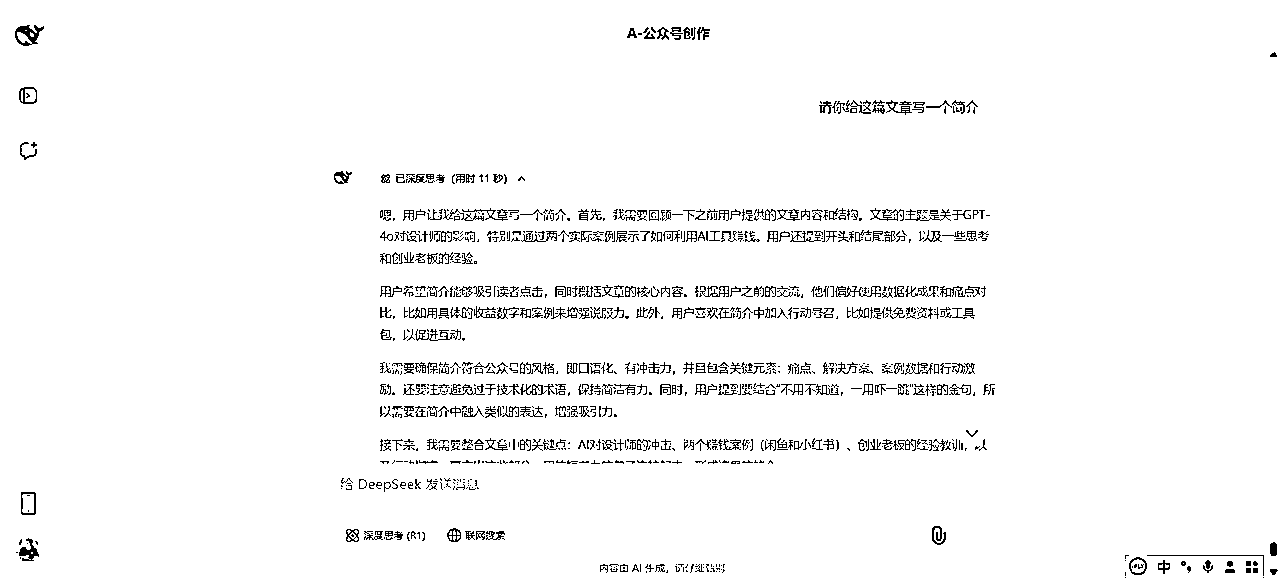 A-公众号创作
请你给这篇文章写一个简介
已深度思考 (用时 11 秒)
嗯，用户让我给这篇文章写一个简介。首先，我需要回顾一下之前用户提供的文章内容和结构。文章的主题是关于GPT-
4o对设计师的影响，特别是通过两个实际案例展示了如何利用AI工具赚钱。用户还提到开头和结尾部分，以及一些思考
和创业老板的经验。
用户希望简介能够吸引读者点击，同时概括文章的核心内容。根据用户之前的交流，他们偏好使用数据化成果和痛点对
比，比如用具体的收益数字和案例来增强说服力。此外，用户喜欢在简介中加入行动号召，比如提供免费资料或工具
包，以促进互动。
我需要确保简介符合公众号的风格，即口语化、有冲击力，并且包含关键元素：痛点、解决方案、案例数据和行动激
励。还要注意避免过于技术化的术语，保持简洁有力。同时，用户提到要结合“不用不知道，一用吓一跳”这样的金句，所
以需要在简介中融入类似的表达，增强吸引力。
接下来，我需要整合文章中的关键点：AI对设计师的冲击、两个赚钱案例（闲鱼和小红书）、创业老板的经验教训，以
给 DeepSeek 发送消息
深度思考 (R1)
联网搜索
内容由 AI 生成，请仔细甄别
中